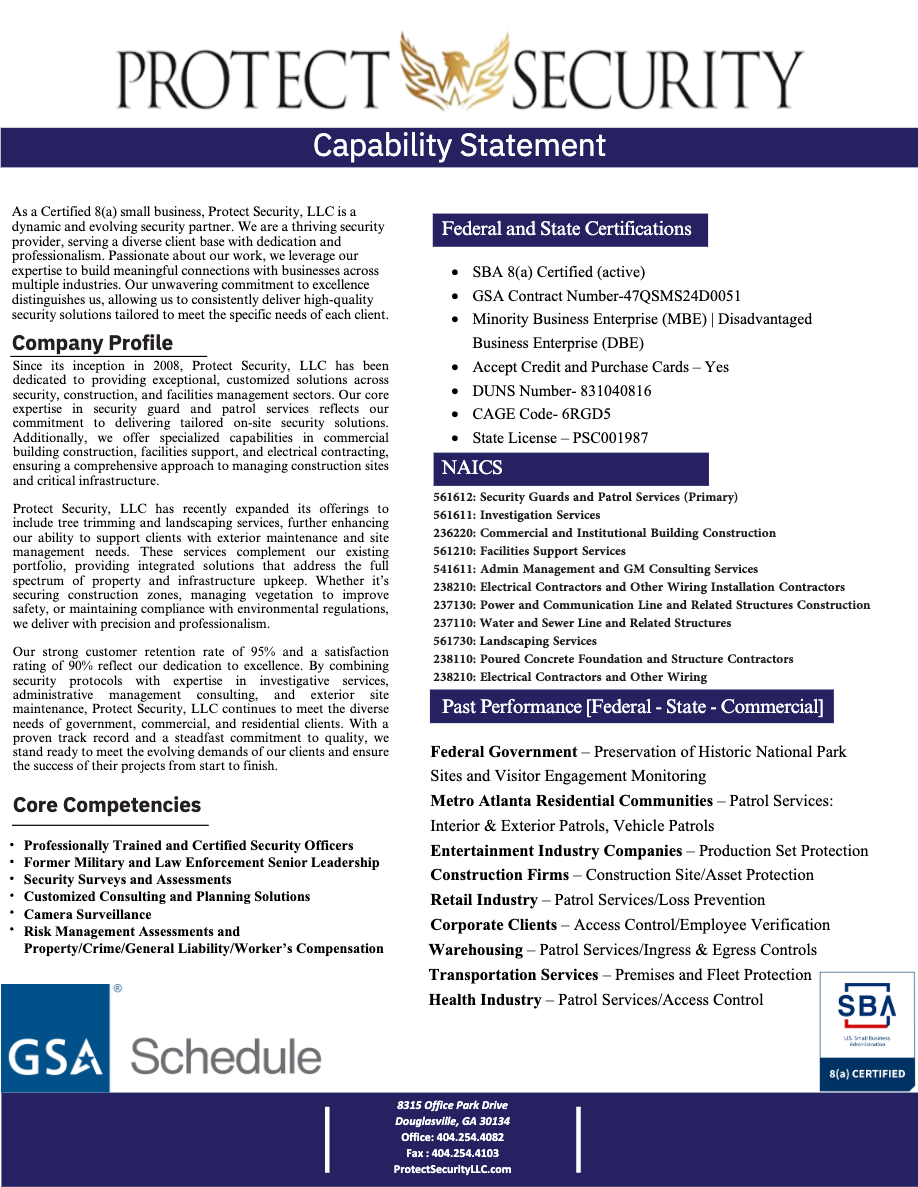 PROTECT SECURITY
Capability Statement
As a Certified 8(a) small business, Protect Security, LLC is a
dynamic and evolving security partner. We are a thriving security
provider, serving a diverse client base with dedication and
professionalism. Passionate about our work, we leverage our
expertise to build meaningful connections with businesses across
multiple industries. Our unwavering commitment to excellence
distinguishes us, allowing us to consistently deliver high-quality
security solutions tailored to meet the specific needs of each client.
Company Profile
Since its inception in 2008, Protect Security, LLC has been
dedicated to providing exceptional, customized solutions across
security, construction, and facilities management sectors. Our core
expertise in security guard and patrol services reflects our
commitment to delivering tailored on-site security solutions.
Additionally, we offer specialized capabilities in commercial
building construction, facilities support, and electrical contracting,
ensuring a comprehensive approach to managing construction sites
and critical infrastructure.
Protect Security, LLC has recently expanded its offerings to
include tree trimming and landscaping services, further enhancing
our ability to support clients with exterior maintenance and site
management needs. These services complement our existing
portfolio, providing integrated solutions that address the full
spectrum of property and infrastructure upkeep. Whether it's
securing construction zones, managing vegetation to improve
safety, or maintaining compliance with environmental regulations,
we deliver with precision and professionalism.
Our strong customer retention rate of 95% and a satisfaction
rating of 90% reflect our dedication to excellence. By combining
security protocols with expertise in investigative services,
administrative management consulting, and exterior site
maintenance, Protect Security, LLC continues to meet the diverse
needs of government, commercial, and residential clients. With a
proven track record and a steadfast commitment to quality, we
stand ready to meet the evolving demands of our clients and ensure
the success of their projects from start to finish.
Core Competencies
• Professionally Trained and Certified Security Officers
• Former Military and Law Enforcement Senior Leadership
• Security Surveys and Assessments
• Customized Consulting and Planning Solutions
• Camera Surveillance
• Risk Management Assessments and
Property/Crime/General Liability/Worker's Compensation
Federal and State Certifications
• SBA 8(a) Certified (active)
• GSA Contract Number-47QSMS24D0051
• Minority Business Enterprise (MBE) | Disadvantaged
Business Enterprise (DBE)
• Accept Credit and Purchase Cards – Yes
• DUNS Number- 831040816
• CAGE Code- 6RGD5
• State License – PSC001987
NAICS
561612: Security Guards and Patrol Services (Primary)
561611: Investigation Services
236220: Commercial and Institutional Building Construction
561210: Facilities Support Services
541611: Admin Management and GM Consulting Services
238210: Electrical Contractors and Other Wiring Installation Contractors
237130: Power and Communication Line and Related Structures Construction
237110: Water and Sewer Line and Related Structures
561730: Landscaping Services
238110: Poured Concrete Foundation and Structure Contractors
238210: Electrical Contractors and Other Wiring
Past Performance [Federal - State - Commercial]
Federal Government – Preservation of Historic National Park
Sites and Visitor Engagement Monitoring
Metro Atlanta Residential Communities – Patrol Services:
Interior & Exterior Patrols, Vehicle Patrols
Entertainment Industry Companies – Production Set Protection
Construction Firms – Construction Site/Asset Protection
Retail Industry – Patrol Services/Loss Prevention
Corporate Clients – Access Control/Employee Verification
Warehousing – Patrol Services/Ingress & Egress Controls
Transportation Services – Premises and Fleet Protection
Health Industry – Patrol Services/Access Control
GSA ® Schedule
SBA
U.S. Small Business
Administration
8(a) CERTIFIED
8315 Office Park Drive
Douglasville, GA 30134
Office: 404.254.4082
Fax : 404.254.4103
ProtectSecurityLLC.com